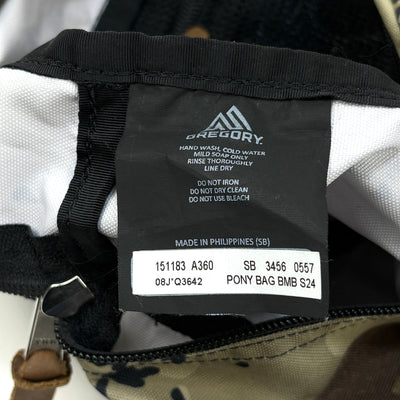 GREGORY.
HAND WASH, COLD WATER
MILD SOAP ONLY
RINSE THOROUGHLY
LINE DRY
DO NOT IRON
DO NOT DRY CLEAN
DO NOT USE BLEACH
MADE IN PHILIPPINES (SB)
151183 A360 SB 3456 0557
08J*Q3642 PONY BAG BMB S24